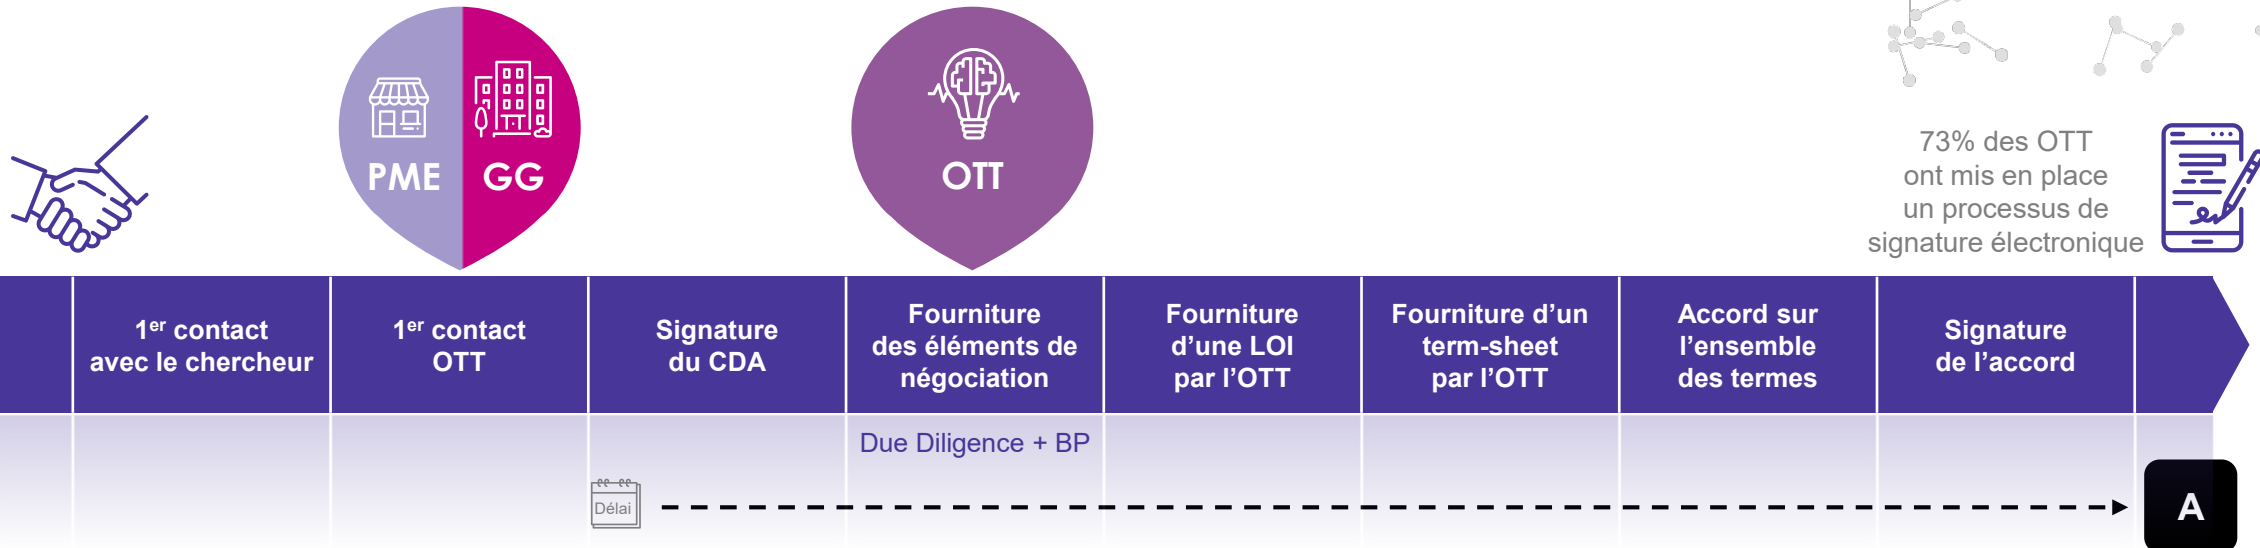 PME
GG
OTT
73% des OTT
ont mis en place
un processus de
signature électronique
1er contact
avec le chercheur
1er contact
OTT
Signature
du CDA
Fourniture
des éléments de
négociation
Fourniture
d’une LOI
par l’OTT
Fourniture d’un
term-sheet
par l’OTT
Accord sur
l’ensemble
des termes
Signature
de l’accord
Due Diligence + BP
Délai
A